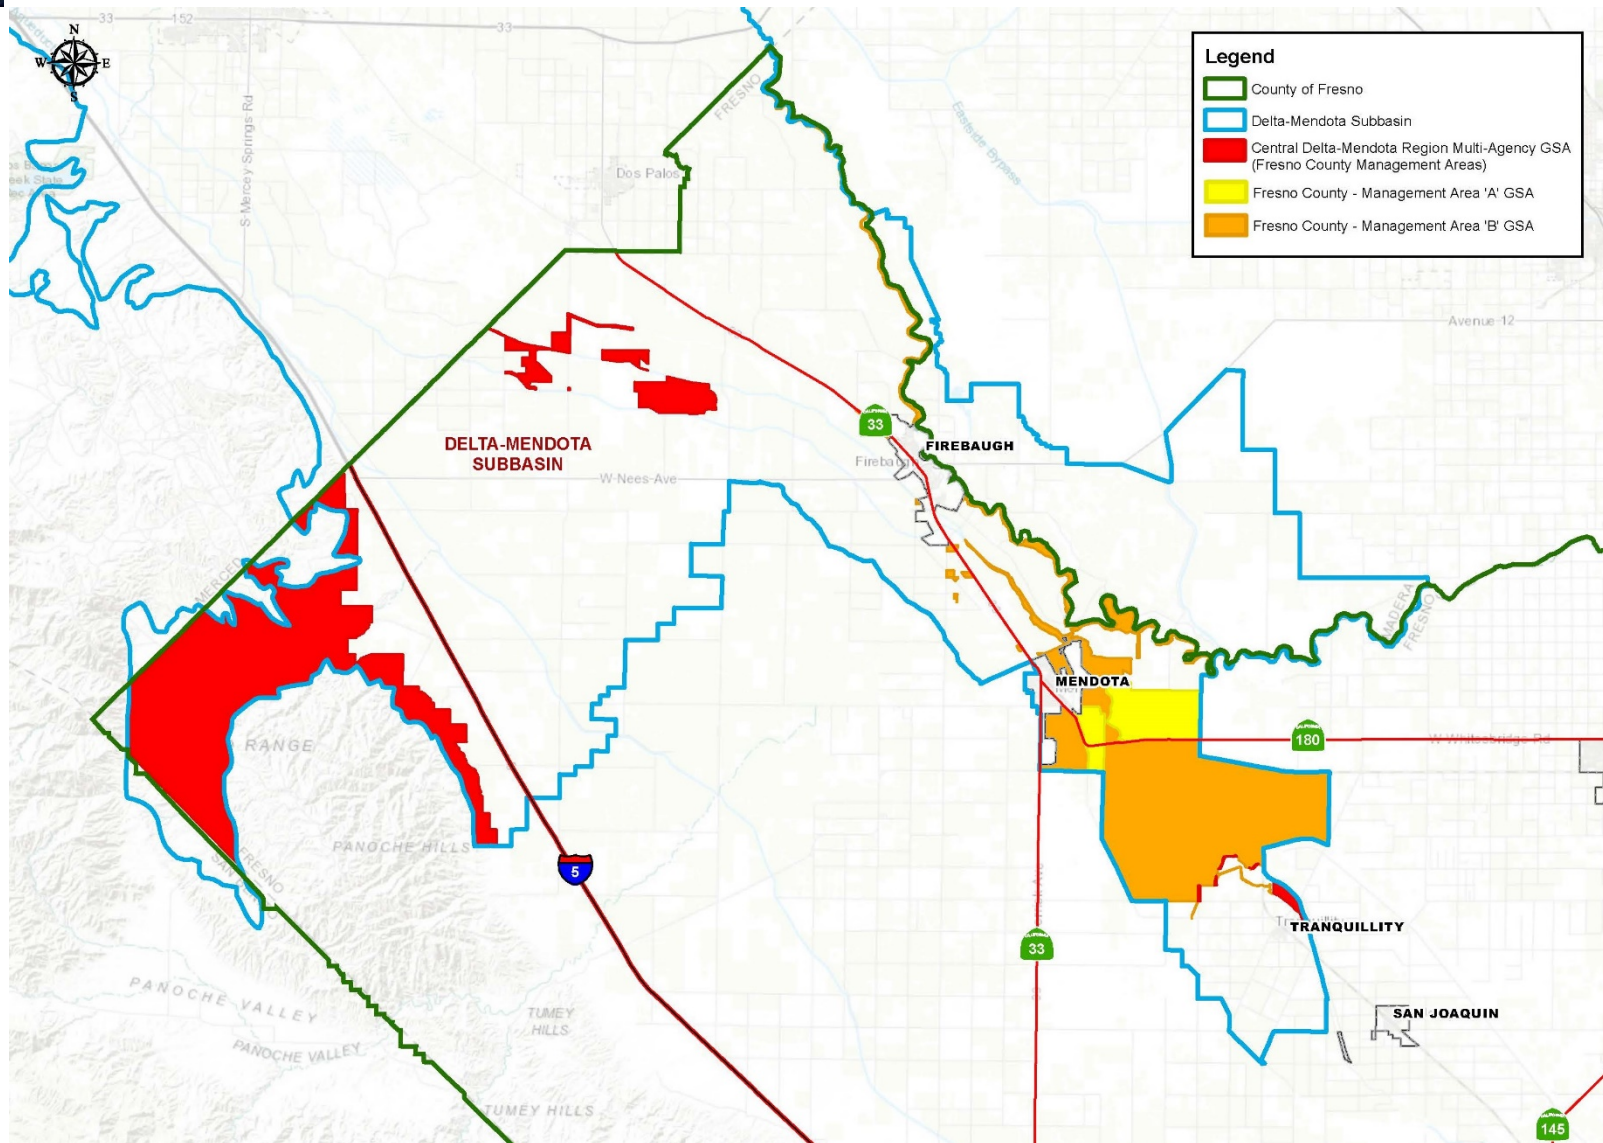 33
152
33
N
W
E
S
Legend
County of Fresno
Delta-Mendota Subbasin
Central Delta-Mendota Region Multi-Agency GSA
(Fresno County Management Areas)
Fresno County - Management Area 'A' GSA
Fresno County - Management Area 'B' GSA
S Mercey Springs Rd
FRESNO
Eastside Bypass
Dos Palos
Avenue 12
33
FIREBAUGH
DELTA-MENDOTA
SUBBASIN
W Nees Ave
MERCED
MADERA
FRESNO
MENDOTA
RANGE
180
W Whitesbridge Rd
PANOCHE HILLS
5
FRESNO
TRANQUILLITY
33
PANOCHE VALLEY
TUMEY
HILLS
SAN JOAQUIN
PANOCHE VALLEY
TUMEY HILLS
145